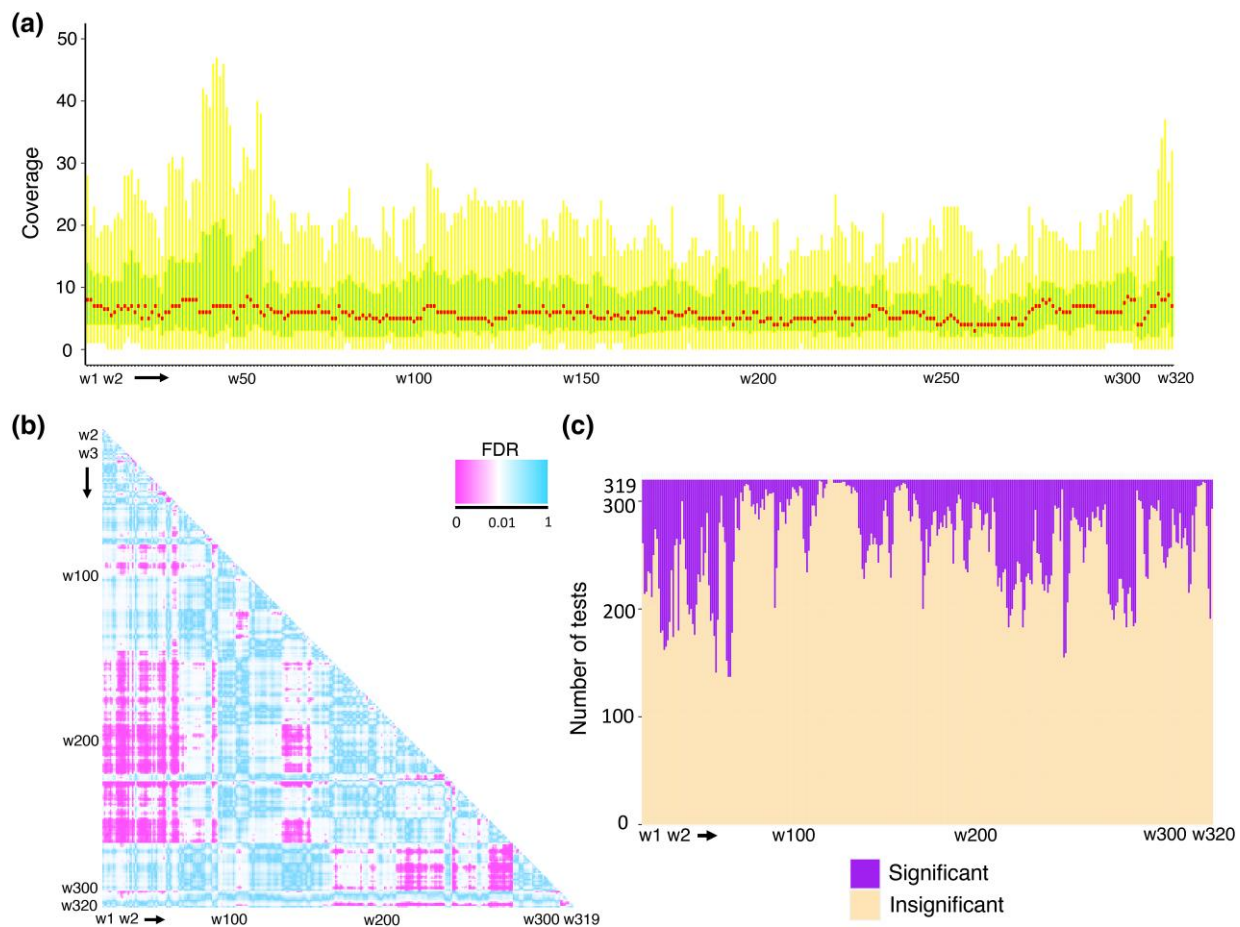 (a)
50
40
30
20
10
0
Coverage
w1 w2
w50
w100
w150
w200
w250
w300
w320
(b)
w2
w3
w100
w200
w300
w320
w1 w2
w100
w200
w300 w319
FDR
0
0.01
1
(c)
319
300
200
100
0
Number of tests
w1 w2
w100
w200
w300 w320
Significant
Insignificant